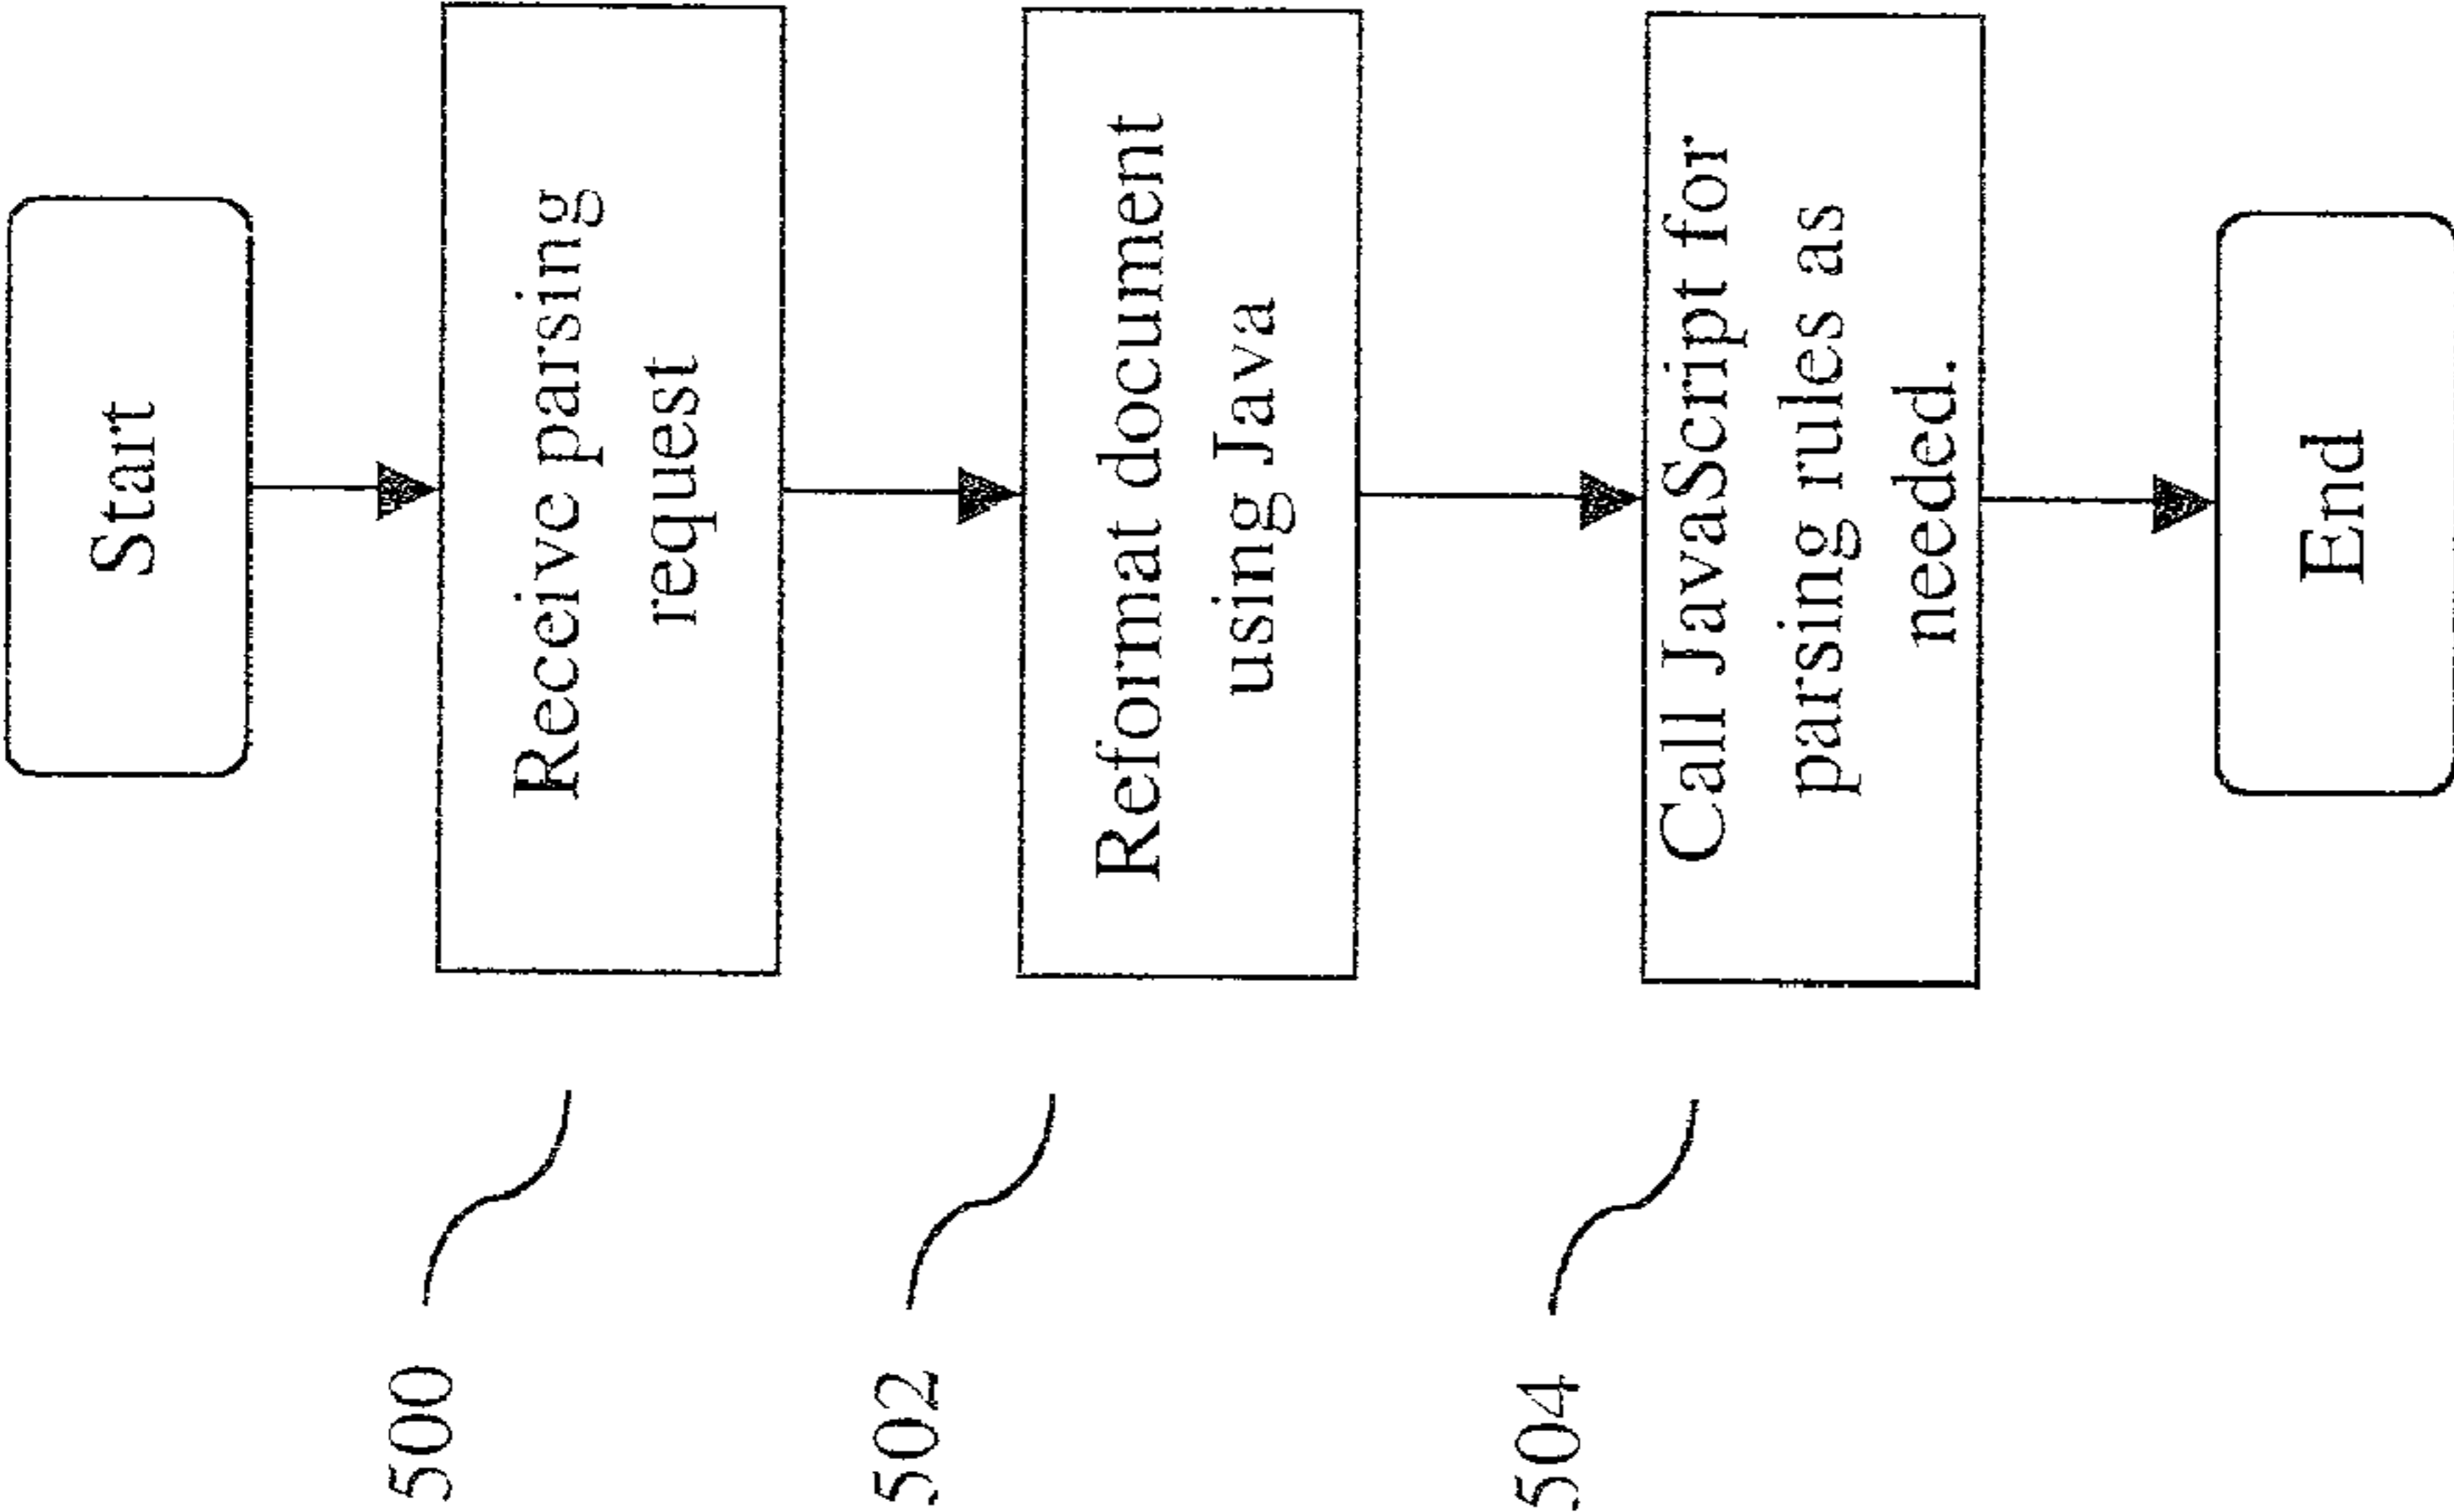 Start
500
Receive parsing
request
502
Reformat document
using Java
504
Call JavaScript for
parsing rules as
needed.
End